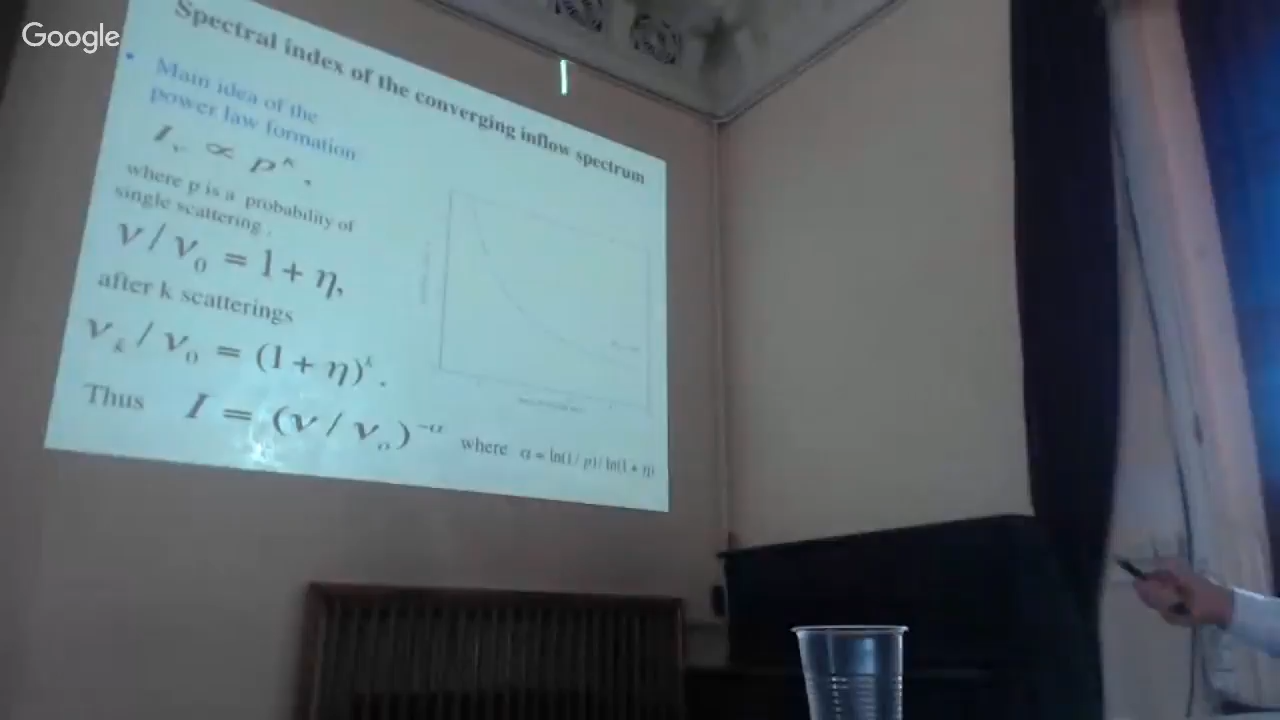 Google
Spectral index of the converging inflow spectrum
• Main idea of the
power law formation
I_ν ∝ p^k,
where p is a probability of
single scattering.
ν/ν_0 = 1 + η,
after k scatterings
ν_k / ν_0 = (1 + η)^k.
Thus I = (ν / ν_o)^{-α} where α = ln(1/ p)/ ln(1 + η)